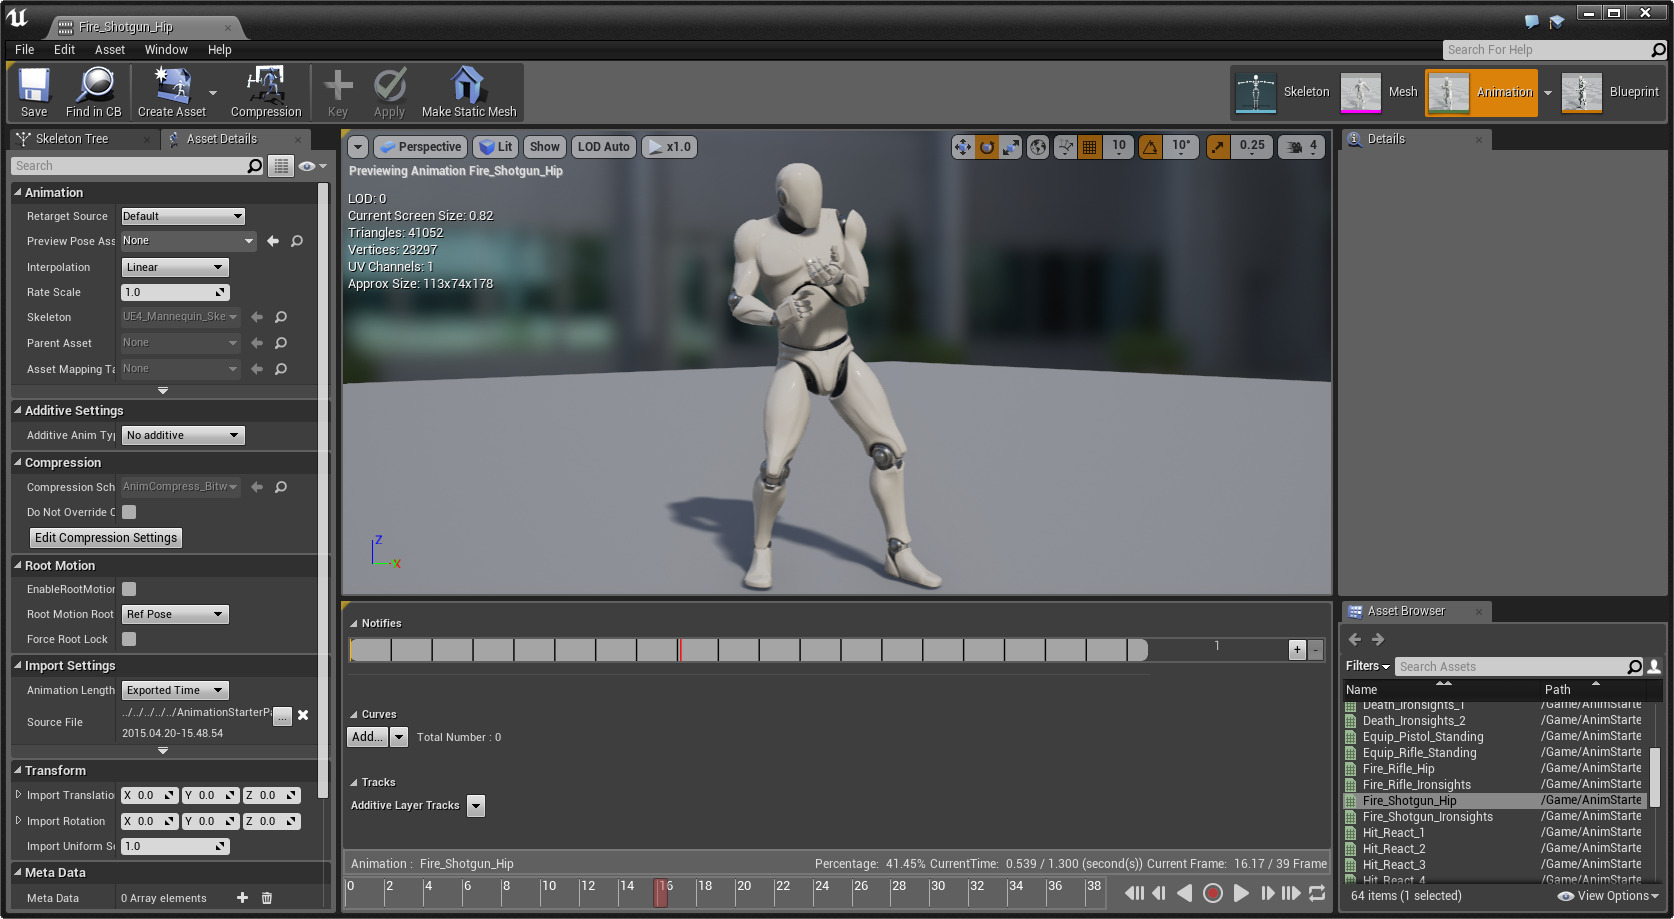 Fire_Shotgun_Hip
File Edit Asset Window Help
Search For Help
Save
Find in CB
Create Asset
Compression
Key
Apply
Make Static Mesh
Skeleton
Mesh
Animation
Blueprint
Skeleton Tree
Asset Details
Search
Animation
Retarget Source Default
Preview Pose Ass None
Interpolation Linear
Rate Scale 1.0
Skeleton UE4_Mannequin_Ske
Parent Asset None
Asset Mapping Ta None
Additive Settings
Additive Anim Typ No additive
Compression
Compression Sch AnimCompress_Bitw
Do Not Override C
Edit Compression Settings
Root Motion
EnableRootMotion
Root Motion Root Ref Pose
Force Root Lock
Import Settings
Animation Length Exported Time
Source File ../../../../../AnimationStarterPa ...
2015.04.20-15.48.54
Transform
Import Translatio X 0.0 Y 0.0 Z 0.0
Import Rotation X 0.0 Y 0.0 Z 0.0
Import Uniform Sc 1.0
Meta Data
Meta Data 0 Array elements
Perspective Lit Show LOD Auto x1.0
10 10° 0.25 4
Previewing Animation Fire_Shotgun_Hip
LOD: 0
Current Screen Size: 0.82
Triangles: 41052
Vertices: 23297
UV Channels: 1
Approx Size: 113x74x178
Z
X
Notifies
1 + -
Curves
Add... Total Number : 0
Tracks
Additive Layer Tracks
Animation : Fire_Shotgun_Hip Percentage: 41.45% CurrentTime: 0.539 / 1.300 (second(s)) Current Frame: 16.17 / 39 Frame
0 2 4 6 8 10 12 14 16 18 20 22 24 26 28 30 32 34 36 38
Details
Asset Browser
Filters Search Assets
Name Path
Death_Ironsights_1 /Game/AnimStarte
Death_Ironsights_2 /Game/AnimStarte
Equip_Pistol_Standing /Game/AnimStarte
Equip_Rifle_Standing /Game/AnimStarte
Fire_Rifle_Hip /Game/AnimStarte
Fire_Rifle_Ironsights /Game/AnimStarte
Fire_Shotgun_Hip /Game/AnimStarte
Fire_Shotgun_Ironsights /Game/AnimStarte
Hit_React_1 /Game/AnimStarte
Hit_React_2 /Game/AnimStarte
Hit_React_3 /Game/AnimStarte
Hit_React_4 /Game/AnimStarte
64 items (1 selected) View Options